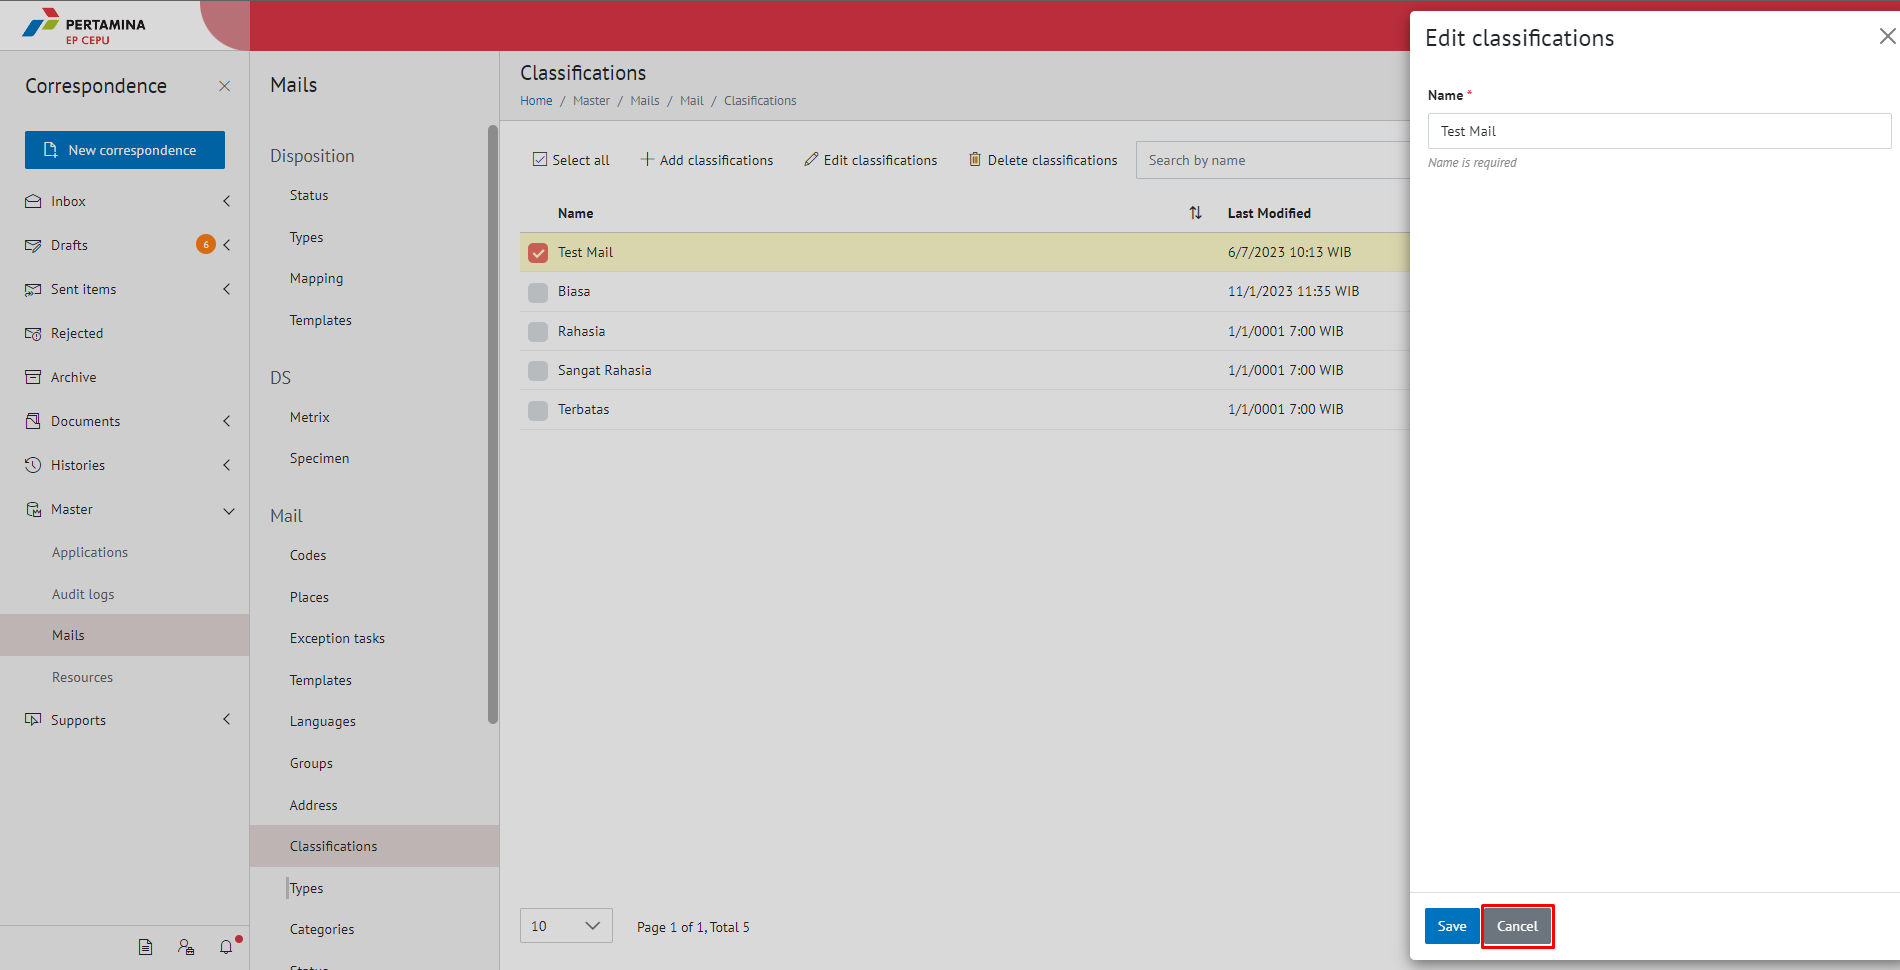 PERTAMINA
EP CEPU
Correspondence
New correspondence
Inbox
Drafts
6
Sent items
Rejected
Archive
Documents
Histories
Master
Applications
Audit logs
Mails
Resources
Supports
Mails
Disposition
Status
Types
Mapping
Templates
DS
Metrix
Specimen
Mail
Codes
Places
Exception tasks
Templates
Languages
Groups
Address
Classifications
Types
Categories
Status
Classifications
Home / Master / Mails / Mail / Clasifications
Select all Add classifications Edit classifications Delete classifications Search by name
Name Last Modified
Test Mail 6/7/2023 10:13 WIB
Biasa 11/1/2023 11:35 WIB
Rahasia 1/1/0001 7:00 WIB
Sangat Rahasia 1/1/0001 7:00 WIB
Terbatas 1/1/0001 7:00 WIB
10 Page 1 of 1, Total 5
Edit classifications
Name *
Test Mail
Name is required
Save Cancel